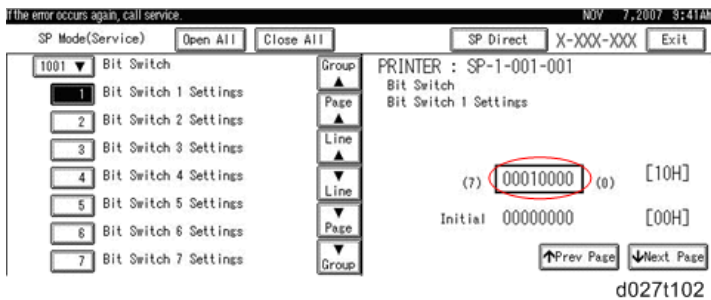 If the error occurs again, call service. NOV 7,2007 9:41AM
SP Mode(Service) Open All Close All SP Direct X-XXX-XXX Exit
1001 ▼ Bit Switch
1 Bit Switch 1 Settings
2 Bit Switch 2 Settings
3 Bit Switch 3 Settings
4 Bit Switch 4 Settings
5 Bit Switch 5 Settings
6 Bit Switch 6 Settings
7 Bit Switch 7 Settings
Group ▲
Page ▲
Line ▲
▼ Line
▼ Page
▼ Group
PRINTER : SP-1-001-001
Bit Switch
Bit Switch 1 Settings
(7) 00010000 (0) [10H]
Initial 00000000 [00H]
↑Prev Page ↓Next Page
d027t102